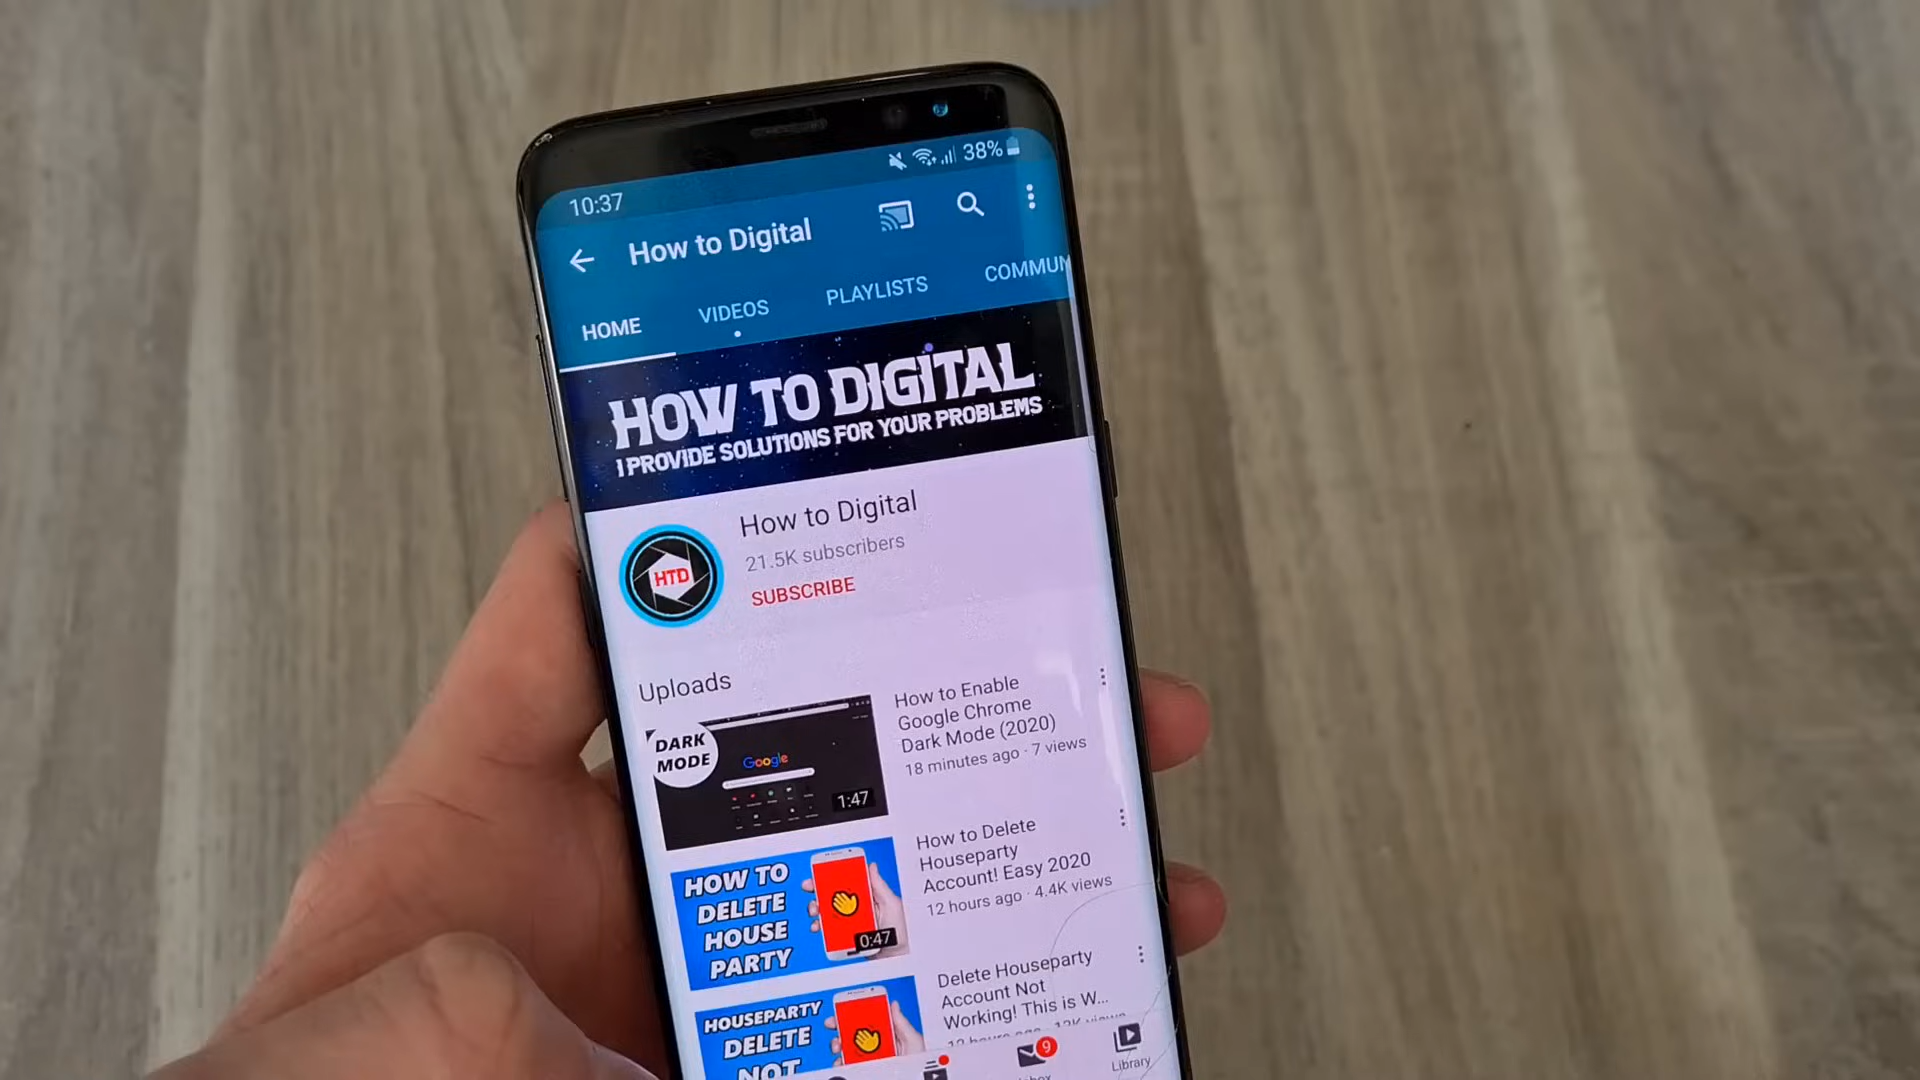 10:37
38%
How to Digital
HOME
VIDEOS
PLAYLISTS
COMMUN
HOW TO DIGITAL
I PROVIDE SOLUTIONS FOR YOUR PROBLEMS
HTD
How to Digital
21.5K subscribers
SUBSCRIBE
Uploads
DARK
MODE
Google
1:47
How to Enable
Google Chrome
Dark Mode (2020)
18 minutes ago · 7 views
HOW TO
DELETE
HOUSE
PARTY
0:47
How to Delete
Houseparty
Account! Easy 2020
12 hours ago · 4.4K views
HOUSEPARTY
DELETE
NOT
Delete Houseparty
Account Not
Working! This is W...
9
Library